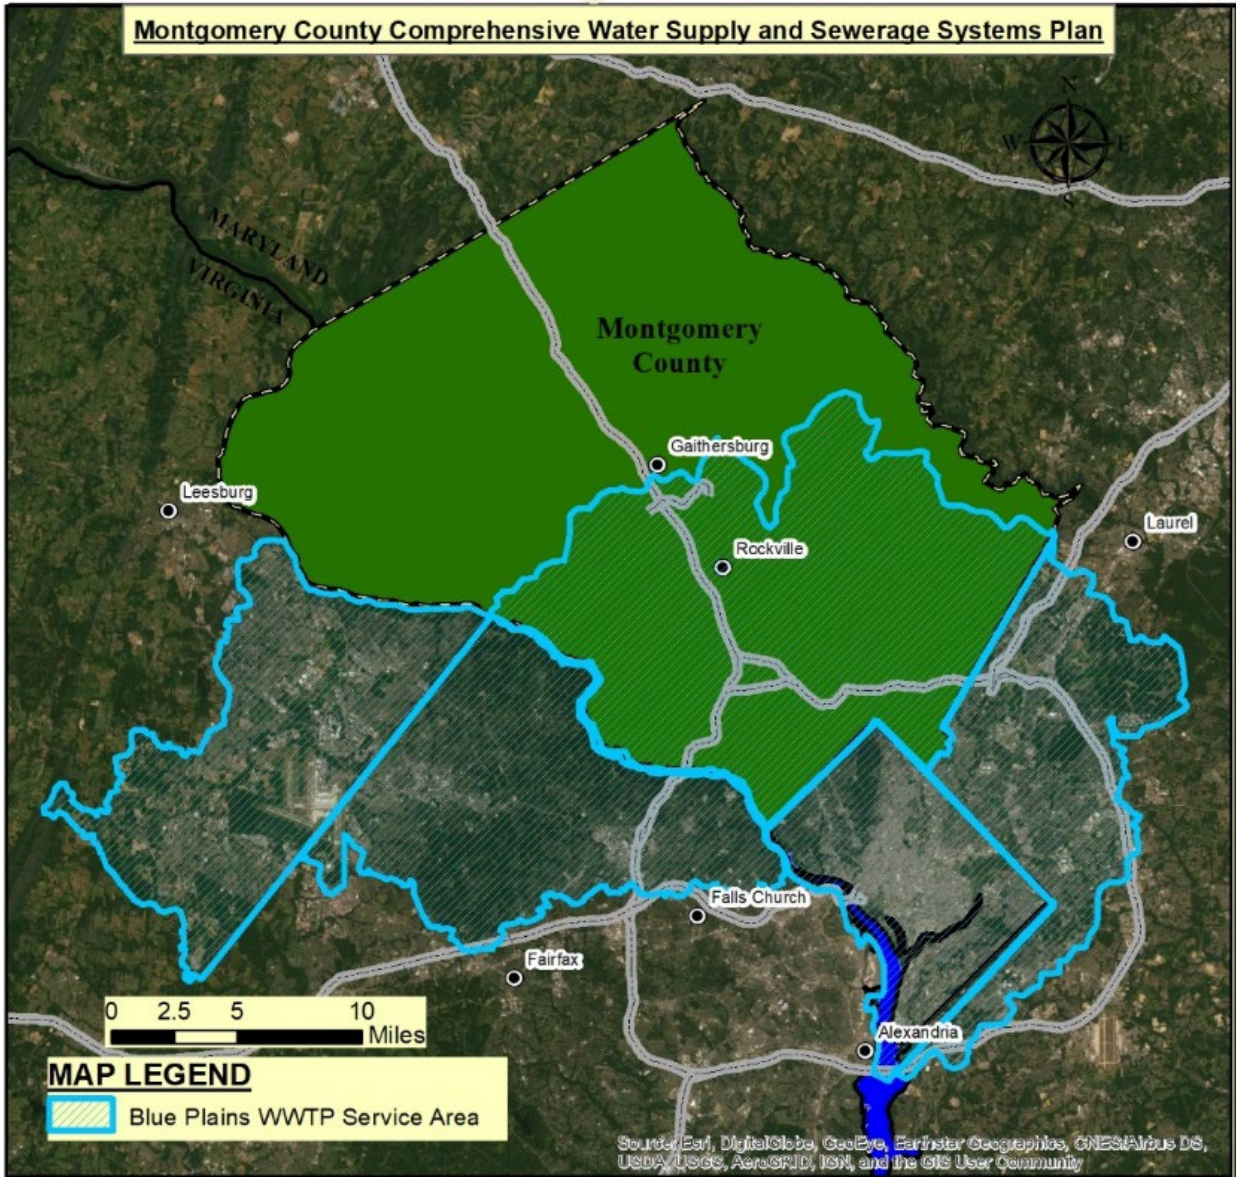 Montgomery County Comprehensive Water Supply and Sewerage Systems Plan
N
W E
S
MARYLAND
VIRGINIA
Montgomery
County
Gaithersburg
Leesburg
Laurel
Rockville
Falls Church
Fairfax
Alexandria
0 2.5 5 10
Miles
MAP LEGEND
Blue Plains WWTP Service Area
Source: Esri, DigitalGlobe, GeoEye, Earthstar Geographics, CNES/Airbus DS,
USDA, USGS, AeroGRID, IGN, and the GIS User Community